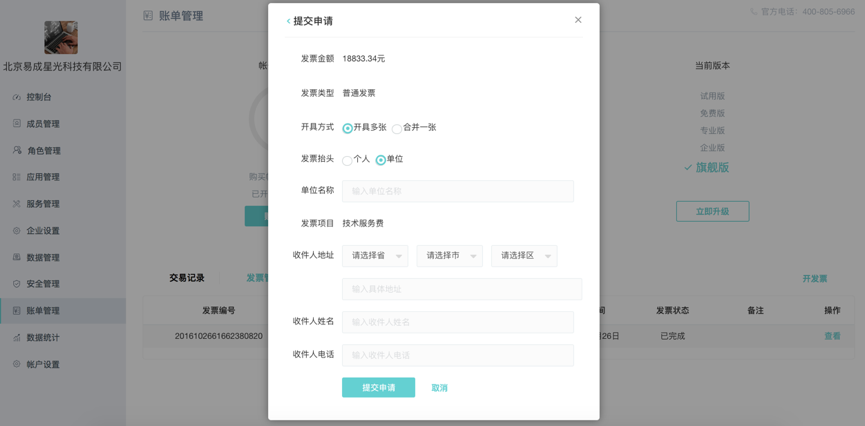 账单管理
官方电话： 400-805-6968
北京易成星光科技有限公司
控制台
成员管理
角色管理
应用管理
服务管理
企业设置
数据管理
安全管理
账单管理
数据统计
帐户设置
帐
购买
已开
当前版本
试用版
免费版
专业版
企业版
旗舰版
立即升级
交易记录
发票
开发票
发票编号
间
发票状态
备注
操作
2016102661662380820
26日
已完成
查看
提交申请
发票金额 18833.34元
发票类型 普通发票
开具方式 开具多张 合并一张
发票抬头 个人 单位
单位名称 输入单位名称
发票项目 技术服务费
收件人地址 请选择省 请选择市 请选择区
输入具体地址
收件人姓名 输入收件人姓名
收件人电话 输入收件人电话
提交申请 取消